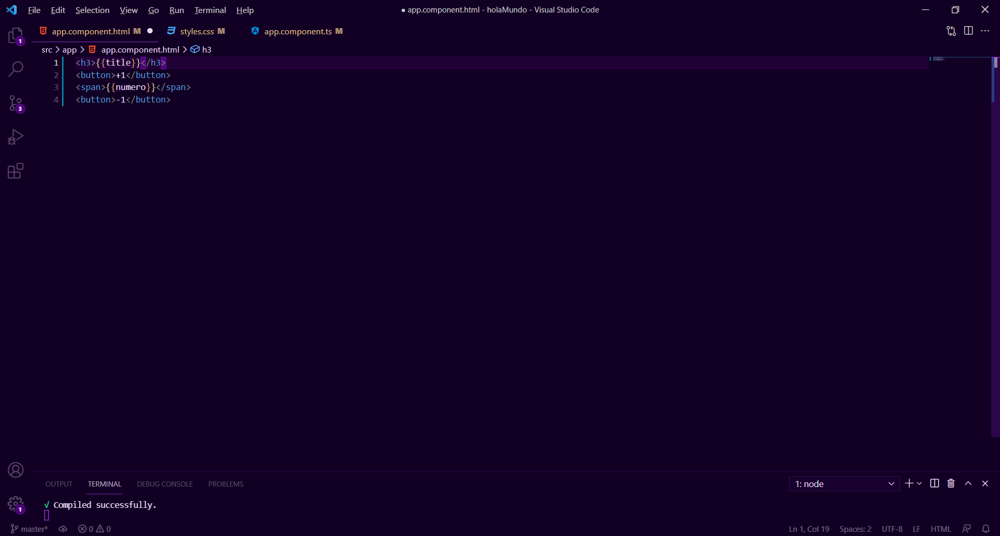 File Edit Selection View Go Run Terminal Help ● app.component.html - holaMundo - Visual Studio Code
app.component.html M ● styles.css M app.component.ts M
src > app > app.component.html > h3
1 <h3>{{title}}</h3>
2 <button>+1</button>
3 <span>{{numero}}</span>
4 <button>-1</button>
1
3
OUTPUT TERMINAL DEBUG CONSOLE PROBLEMS 1: node
√ Compiled successfully.
1
master* 0 0 Ln 1, Col 19 Spaces: 2 UTF-8 LF HTML